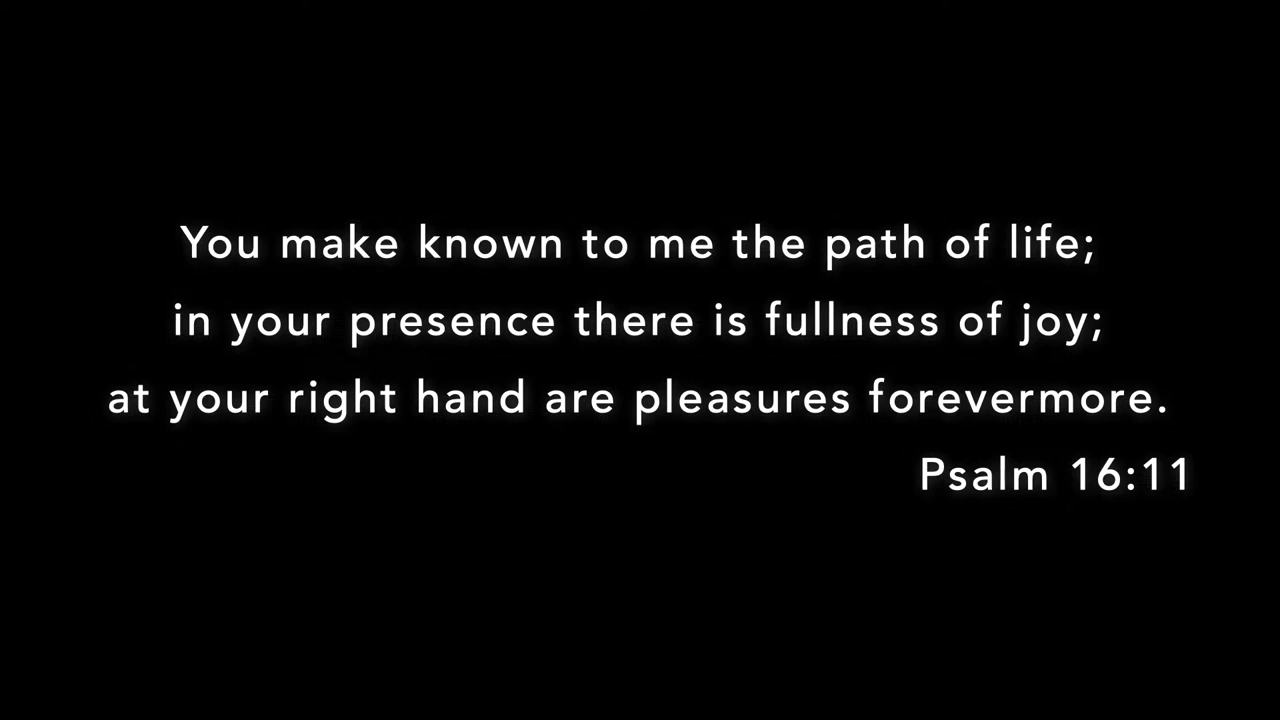 You make known to me the path of life;
in your presence there is fullness of joy;
at your right hand are pleasures forevermore.
Psalm 16:11